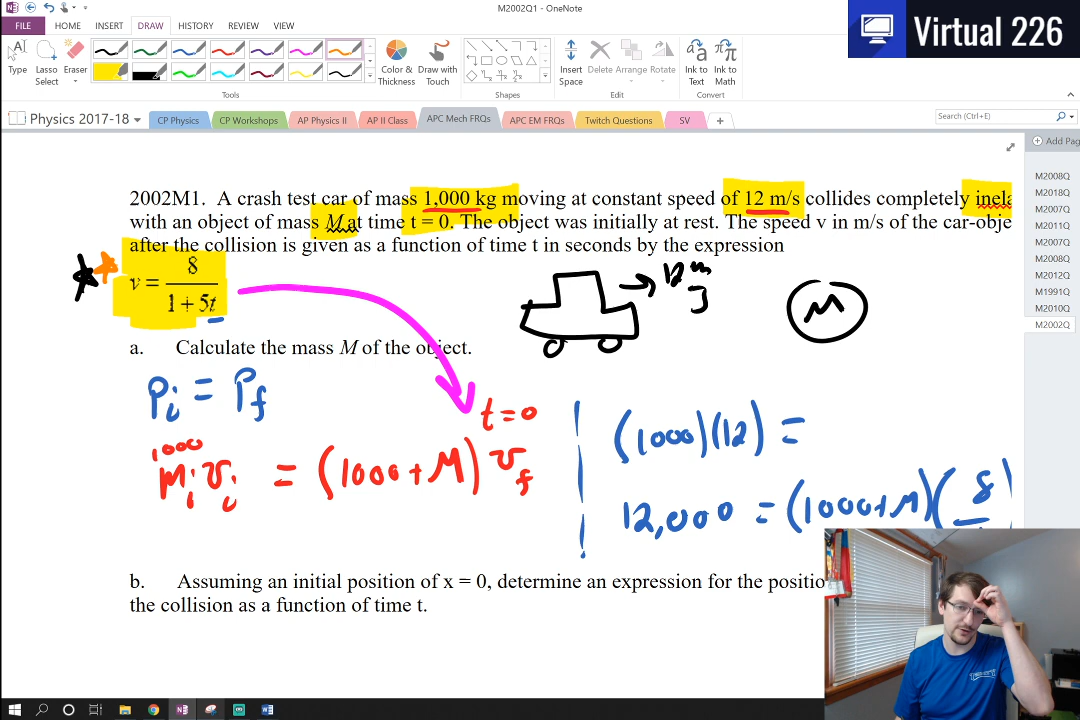 M2002Q1 - OneNote
Virtual 226
FILE HOME INSERT DRAW HISTORY REVIEW VIEW
Type Lasso Select Eraser Color & Thickness Draw with Touch Insert Space Delete Arrange Rotate Ink to Text Ink to Math
Tools Shapes Edit Convert
Physics 2017-18 CP Physics CP Workshops AP Physics II AP II Class APC Mech FRQs APC EM FRQs Twitch Questions SV + Search (Ctrl+E)
Add Pag
M2008Q
M2018Q
M2007Q
M2011Q
M2007Q
M2008Q
M2012Q
M1991Q
M2010Q
M2002Q
2002M1. A crash test car of mass 1,000 kg moving at constant speed of 12 m/s collides completely inela
with an object of mass M at time t = 0. The object was initially at rest. The speed v in m/s of the car-obje
after the collision is given as a function of time t in seconds by the expression
v = 8 / 1 + 5t
12 m/s
M
a. Calculate the mass M of the object.
Pi = Pf
t=0
1000
mivi = (1000+M) vf
(1000)(12) =
12,000 = (1000+M)(8
b. Assuming an initial position of x = 0, determine an expression for the positio
the collision as a function of time t.